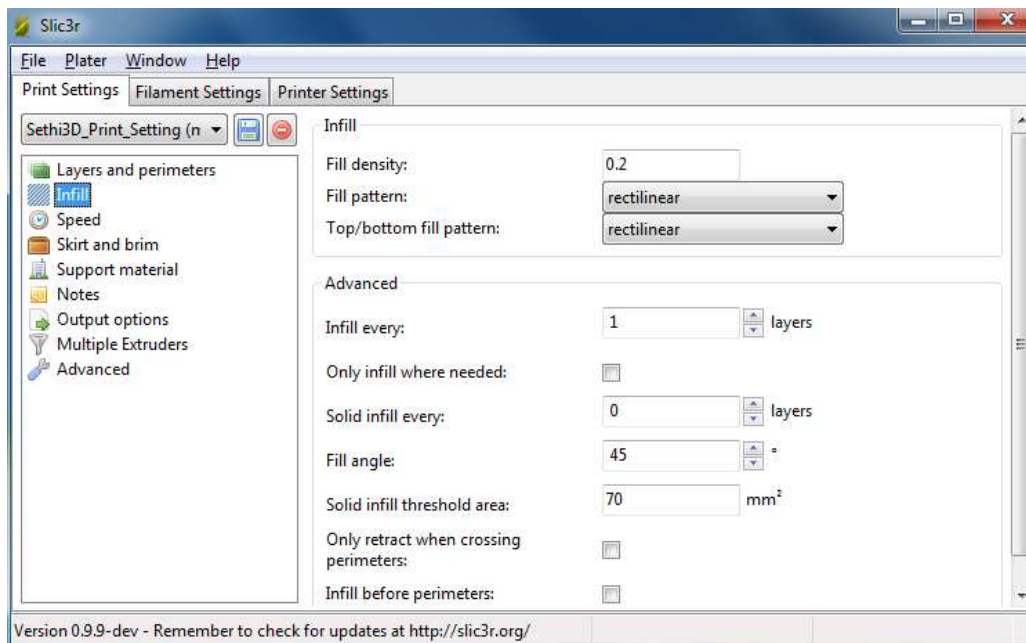 Slic3r
File Plater Window Help
Print Settings Filament Settings Printer Settings
Sethi3D_Print_Setting (n
Layers and perimeters
Infill
Speed
Skirt and brim
Support material
Notes
Output options
Multiple Extruders
Advanced
Infill
Fill density: 0.2
Fill pattern: rectilinear
Top/bottom fill pattern: rectilinear
Advanced
Infill every: 1 layers
Only infill where needed:
Solid infill every: 0 layers
Fill angle: 45 °
Solid infill threshold area: 70 mm²
Only retract when crossing
perimeters:
Infill before perimeters:
Version 0.9.9-dev - Remember to check for updates at http://slic3r.org/